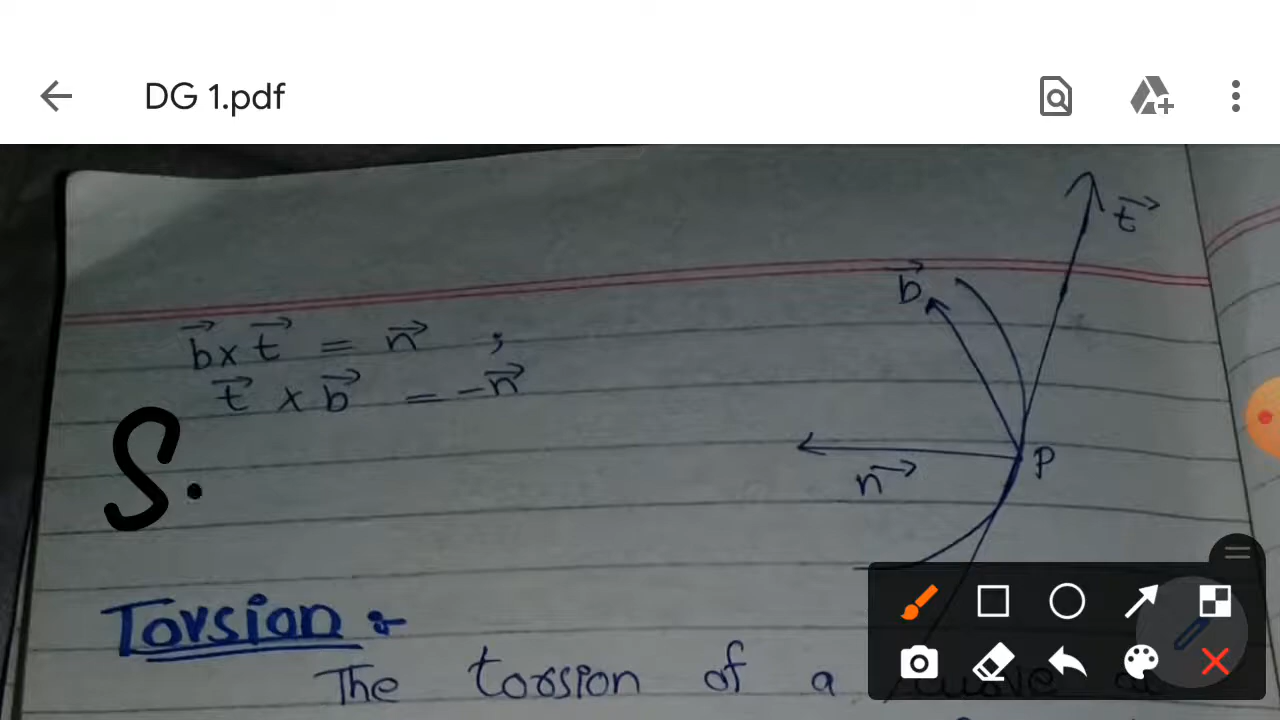 DG 1.pdf
t⃗
b⃗
b⃗ x t⃗ = n⃗ ;
t⃗ x b⃗ = -n⃗
S.
P
n⃗
Torsion :-
The torsion of a